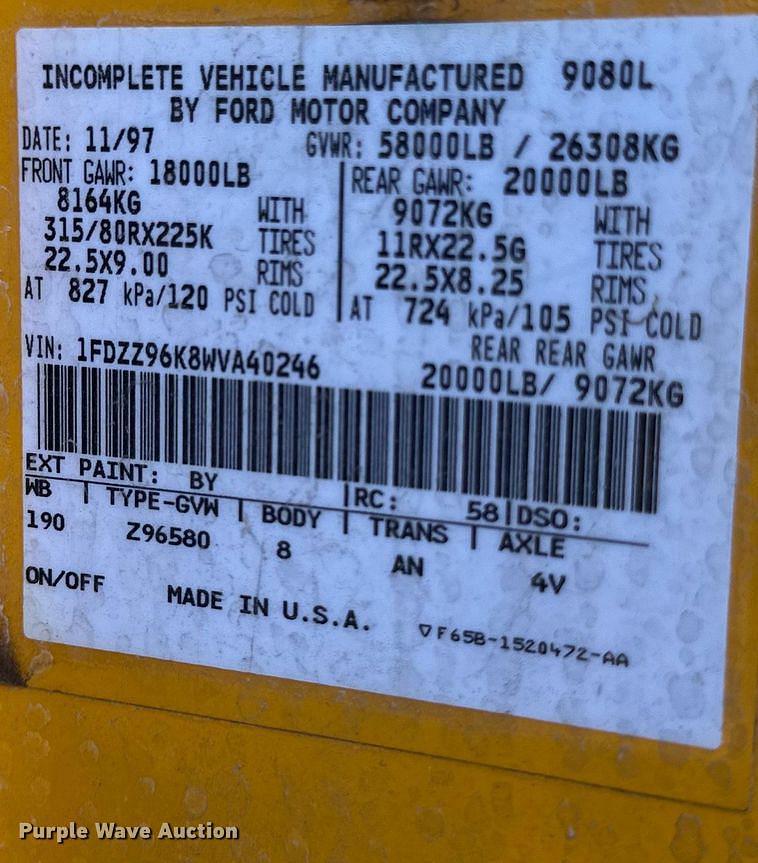 INCOMPLETE VEHICLE MANUFACTURED 9080L
BY FORD MOTOR COMPANY
DATE: 11/97 GVWR: 58000LB / 26308KG
FRONT GAWR: 18000LB
8164KG WITH
315/80RX225K TIRES
22.5X9.00 RIMS
AT 827 kPa/120 PSI COLD
REAR GAWR: 20000LB
9072KG WITH
11RX22.5G TIRES
22.5X8.25 RIMS
AT 724 kPa/105 PSI COLD
REAR REAR GAWR
20000LB/ 9072KG
VIN: 1FDZZ96K8WVA40246
EXT PAINT: BY RC: 58 DSO:
WB TYPE-GVW BODY TRANS AXLE
190 Z96580 8 AN 4V
ON/OFF
MADE IN U.S.A.
▽F65B-1520472-AA
Purple Wave Auction